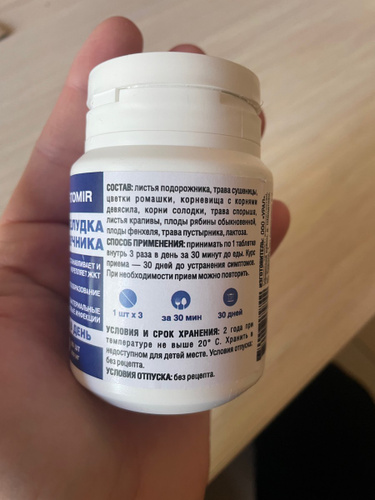 TOMIR
ЛУДКА
ЧНИКА
СОСТАВ: листья подорожника, трава сушеницы,
цветки ромашки, корневища с корнями
девясила, корни солодки, трава спорыша,
листья крапивы, плоды рябины обыкновенной,
плоды фенхеля, трава пустырника, лактоза.
СПОСОБ ПРИМЕНЕНИЯ: принимать по 1 таблетке
внутрь 3 раза в день за 30 минут до еды. Курс
приема — 30 дней до устранения симптомов.
При необходимости прием можно повторить.
1 шт х 3
за 30 мин
30 дней
УСЛОВИЯ И СРОК ХРАНЕНИЯ: 2 года при
температуре не выше 20° С. Хранить в
недоступном для детей месте. Условия отпуска:
без рецепта.
УСЛОВИЯ ОТПУСКА: без рецепта.
ДЕНЬ